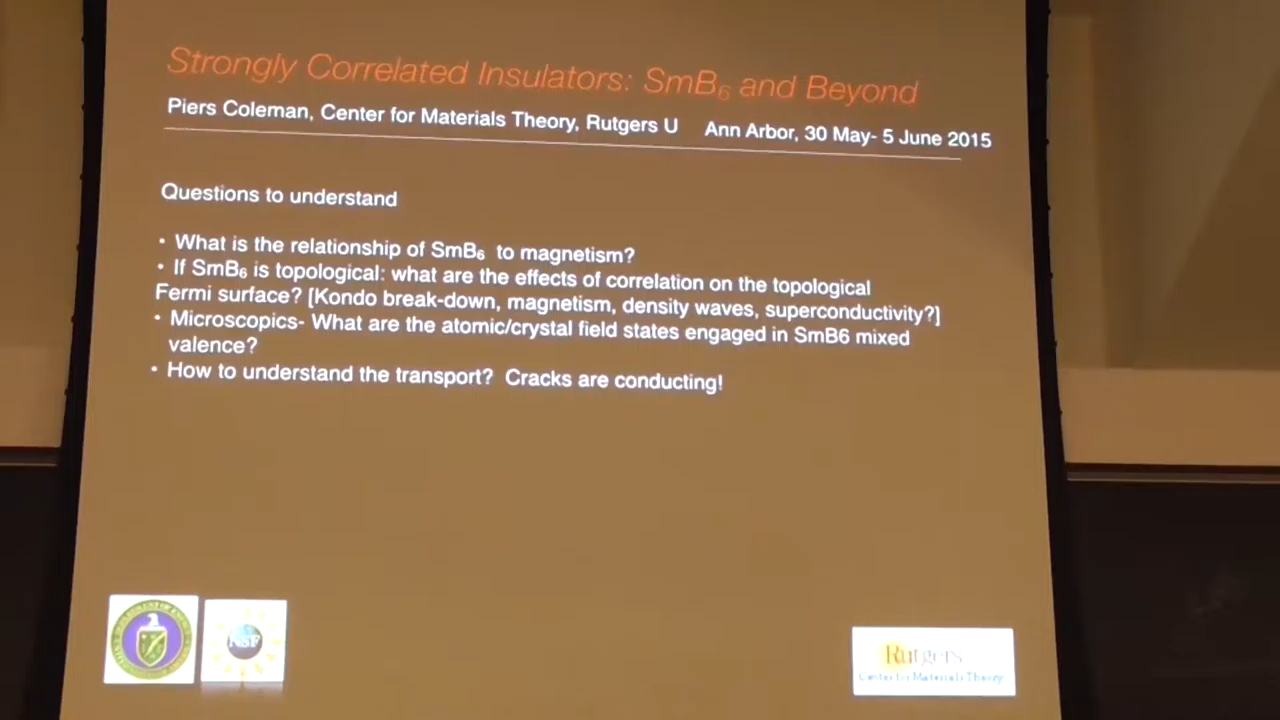 Strongly Correlated Insulators: SmB₆ and Beyond
Piers Coleman, Center for Materials Theory, Rutgers U Ann Arbor, 30 May- 5 June 2015
Questions to understand
• What is the relationship of SmB₆ to magnetism?
• If SmB₆ is topological: what are the effects of correlation on the topological
Fermi surface? [Kondo break-down, magnetism, density waves, superconductivity?]
• Microscopics- What are the atomic/crystal field states engaged in SmB6 mixed
valence?
• How to understand the transport? Cracks are conducting!
NSF
Rutgers
Center for Materials Theory